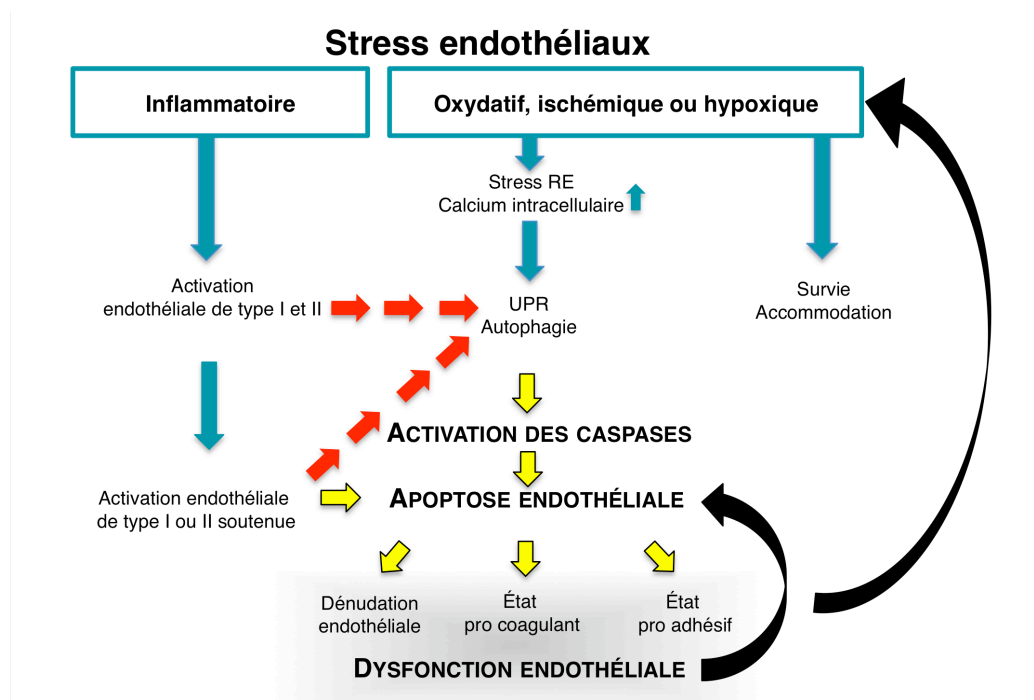 Stress endothéliaux
Inflammatoire
Oxydatif, ischémique ou hypoxique
Stress RE
Calcium intracellulaire
Activation
endothéliale de type I et II
UPR
Autophagie
Survie
Accommodation
ACTIVATION DES CASPASES
Activation endothéliale
de type I ou II soutenue
APOPTOSE ENDOTHÉLIALE
Dénudation
endothéliale
État
pro coagulant
État
pro adhésif
DYSFONCTION ENDOTHÉLIALE